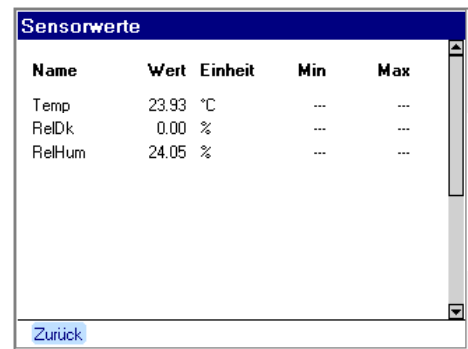 Sensorwerte
Name Wert Einheit Min Max
Temp 23.93 °C --- ---
RelDk 0.00 % --- ---
RelHum 24.05 % --- ---
Zurück